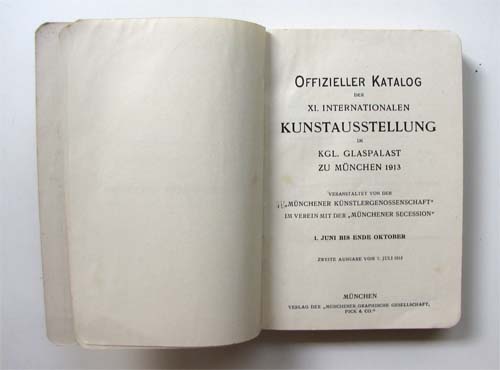 OFFIZIELLER KATALOG
DER
XI. INTERNATIONALEN
KUNSTAUSSTELLUNG
IM
KGL. GLASPALAST
ZU MÜNCHEN 1913
VERANSTALTET VON DER
„MÜNCHENER KÜNSTLERGENOSSENSCHAFT"
IM VEREIN MIT DER „MÜNCHENER SECESSION"
1. JUNI BIS ENDE OKTOBER
ZWEITE AUSGABE VOM 7. JULI 1913
MÜNCHEN
VERLAG DER „MÜNCHENER GRAPHISCHE GESELLSCHAFT,
PICK & CO."